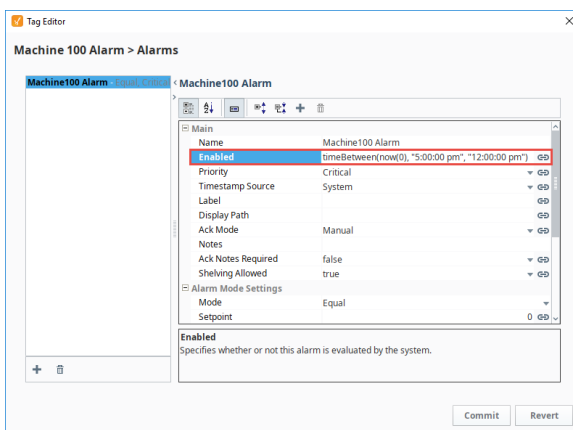 Tag Editor
Machine 100 Alarm > Alarms
Machine100 Alarm - Equal, Critical
Machine100 Alarm
Main
Name Machine100 Alarm
Enabled timeBetween(now(0), "5:00:00 pm", "12:00:00 pm")
Priority Critical
Timestamp Source System
Label
Display Path
Ack Mode Manual
Notes
Ack Notes Required false
Shelving Allowed true
Alarm Mode Settings
Mode Equal
Setpoint 0
Enabled
Specifies whether or not this alarm is evaluated by the system.
Commit Revert